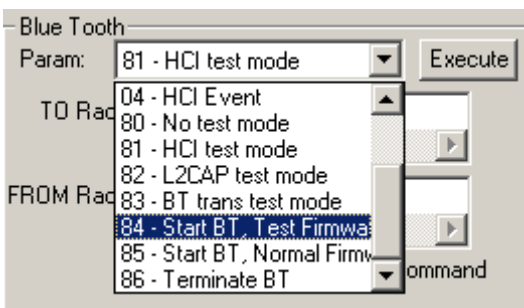 Blue Tooth
Param:
81 - HCI test mode
Execute
04 - HCI Event
80 - No test mode
81 - HCI test mode
82 - L2CAP test mode
83 - BT trans test mode
84 - Start BT, Test Firmwa
85 - Start BT, Normal Firmw
86 - Terminate BT
TO Rad
FROM Rad
ommand